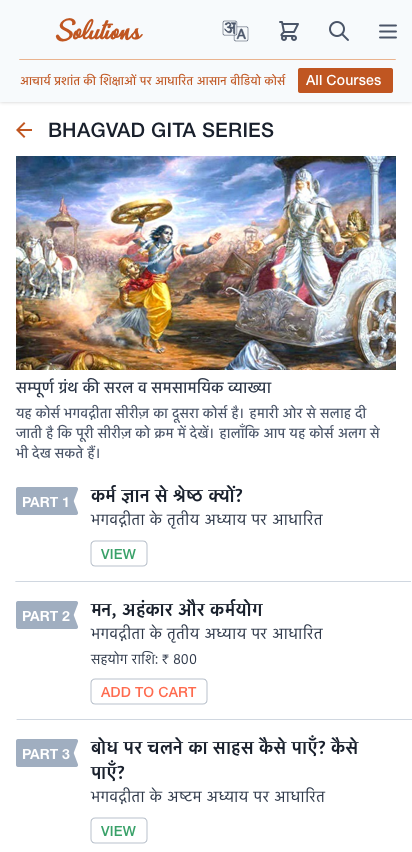 Solutions
अ A
आचार्य प्रशांत की शिक्षाओं पर आधारित आसान वीडियो कोर्स
All Courses
BHAGVAD GITA SERIES
सम्पूर्ण ग्रंथ की सरल व समसामयिक व्याख्या
यह कोर्स भगवद्गीता सीरीज़ का दूसरा कोर्स है। हमारी ओर से सलाह दी
जाती है कि पूरी सीरीज़ को क्रम में देखें। हालाँकि आप यह कोर्स अलग से
भी देख सकते हैं।
PART 1
कर्म ज्ञान से श्रेष्ठ क्यों?
भगवद्गीता के तृतीय अध्याय पर आधारित
VIEW
PART 2
मन, अहंकार और कर्मयोग
भगवद्गीता के तृतीय अध्याय पर आधारित
सहयोग राशि: ₹ 800
ADD TO CART
PART 3
बोध पर चलने का साहस कैसे पाएँ? कैसे
पाएँ?
भगवद्गीता के अष्टम अध्याय पर आधारित
VIEW